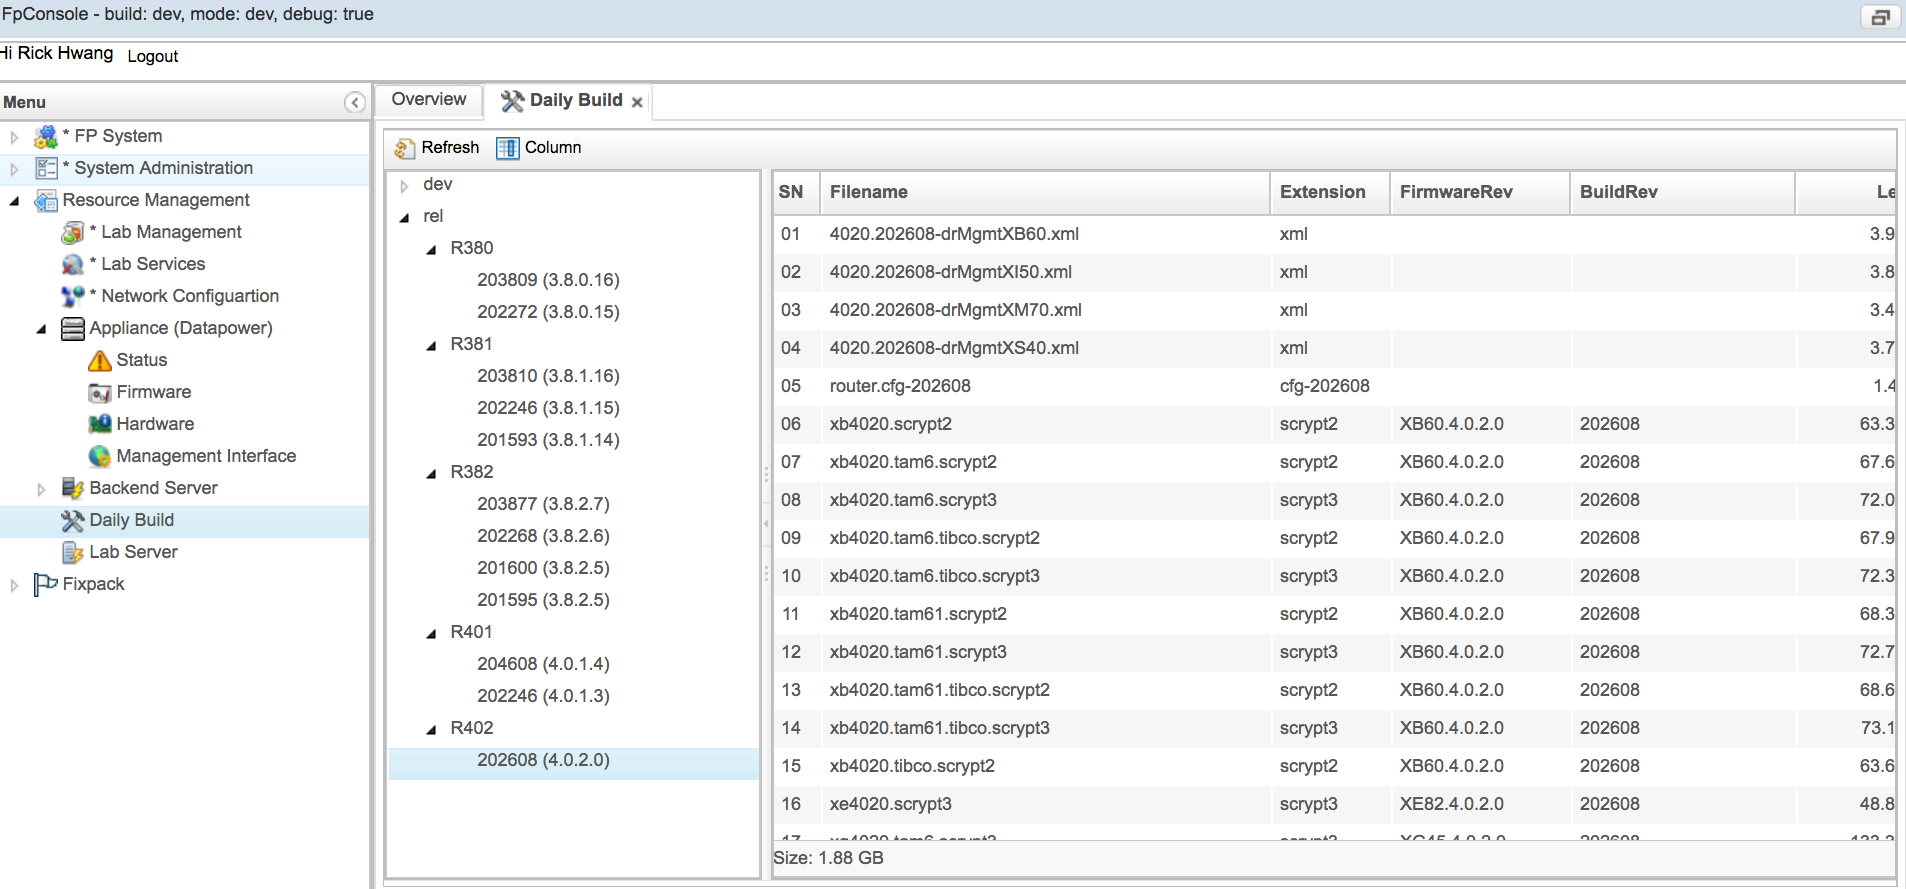 FpConsole - build: dev, mode: dev, debug: true
Hi Rick Hwang Logout
Menu
* FP System
* System Administration
Resource Management
* Lab Management
* Lab Services
* Network Configuartion
Appliance (Datapower)
Status
Firmware
Hardware
Management Interface
Backend Server
Daily Build
Lab Server
Fixpack
Overview Daily Build
Refresh Column
dev
rel
R380
203809 (3.8.0.16)
202272 (3.8.0.15)
R381
203810 (3.8.1.16)
202246 (3.8.1.15)
201593 (3.8.1.14)
R382
203877 (3.8.2.7)
202268 (3.8.2.6)
201600 (3.8.2.5)
201595 (3.8.2.5)
R401
204608 (4.0.1.4)
202246 (4.0.1.3)
R402
202608 (4.0.2.0)
SN Filename Extension FirmwareRev BuildRev Le
01 4020.202608-drMgmtXB60.xml xml 3.9
02 4020.202608-drMgmtXI50.xml xml 3.8
03 4020.202608-drMgmtXM70.xml xml 3.4
04 4020.202608-drMgmtXS40.xml xml 3.7
05 router.cfg-202608 cfg-202608 1.4
06 xb4020.scrypt2 scrypt2 XB60.4.0.2.0 202608 63.3
07 xb4020.tam6.scrypt2 scrypt2 XB60.4.0.2.0 202608 67.6
08 xb4020.tam6.scrypt3 scrypt3 XB60.4.0.2.0 202608 72.0
09 xb4020.tam6.tibco.scrypt2 scrypt2 XB60.4.0.2.0 202608 67.9
10 xb4020.tam6.tibco.scrypt3 scrypt3 XB60.4.0.2.0 202608 72.3
11 xb4020.tam61.scrypt2 scrypt2 XB60.4.0.2.0 202608 68.3
12 xb4020.tam61.scrypt3 scrypt3 XB60.4.0.2.0 202608 72.7
13 xb4020.tam61.tibco.scrypt2 scrypt2 XB60.4.0.2.0 202608 68.6
14 xb4020.tam61.tibco.scrypt3 scrypt3 XB60.4.0.2.0 202608 73.1
15 xb4020.tibco.scrypt2 scrypt2 XB60.4.0.2.0 202608 63.6
16 xe4020.scrypt3 scrypt3 XE82.4.0.2.0 202608 48.8
Size: 1.88 GB